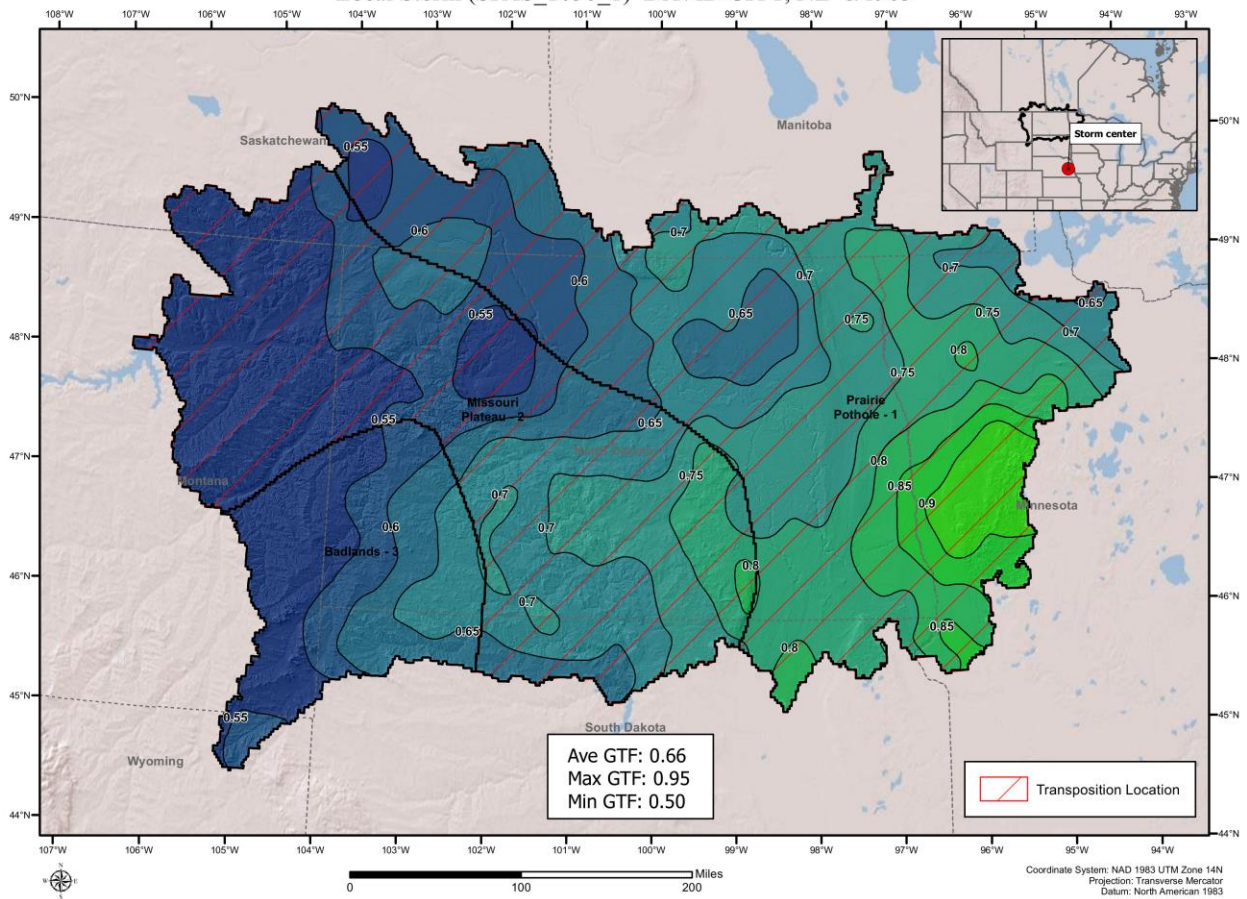 108°W 107°W 106°W 105°W 104°W 103°W 102°W 101°W 100°W 99°W 98°W 97°W 96°W 95°W 94°W 93°W
50°N
50°N
Manitoba
Saskatchewan
Storm center
0.55
49°N
49°N
0.6
0.7
0.7
0.7
0.6
0.65
0.55
0.65
0.75
0.75
0.7
48°N
48°N
0.8
0.75
Missouri
Plateau - 2
Prairie
Pothole - 1
0.55
0.65
47°N
47°N
0.8
0.75
Montana
0.85
0.7
0.9
Minnesota
0.6
0.7
Badlands - 3
46°N
46°N
0.8
0.7
0.65
0.85
0.8
45°N
45°N
0.55
South Dakota
Wyoming
Ave GTF: 0.66
Max GTF: 0.95
Min GTF: 0.50
Transposition Location
44°N
44°N
107°W 106°W 105°W 104°W 103°W 102°W 101°W 100°W 99°W 98°W 97°W 96°W 95°W 94°W
N
W E
S
Miles
0 100 200
Coordinate System: NAD 1983 UTM Zone 14N
Projection: Transverse Mercator
Datum: North American 1983